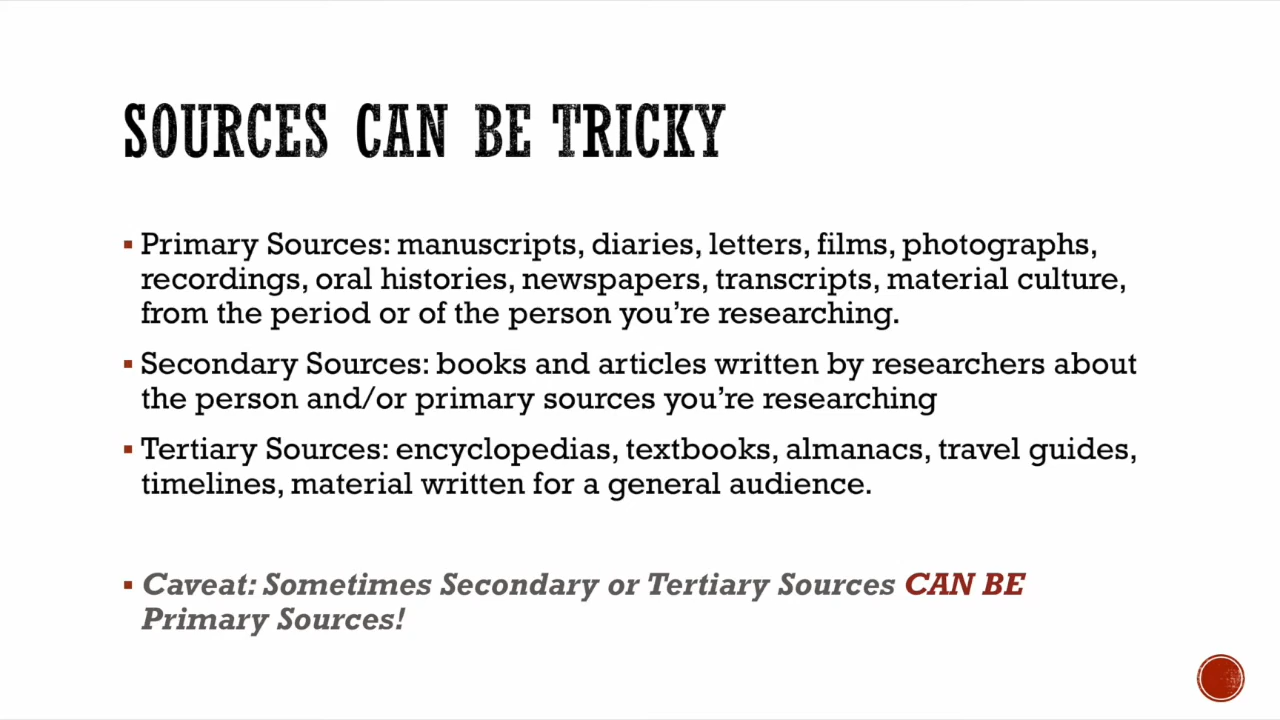 SOURCES CAN BE TRICKY
▪ Primary Sources: manuscripts, diaries, letters, films, photographs,
recordings, oral histories, newspapers, transcripts, material culture,
from the period or of the person you’re researching.
▪ Secondary Sources: books and articles written by researchers about
the person and/or primary sources you’re researching
▪ Tertiary Sources: encyclopedias, textbooks, almanacs, travel guides,
timelines, material written for a general audience.
▪ Caveat: Sometimes Secondary or Tertiary Sources CAN BE
Primary Sources!